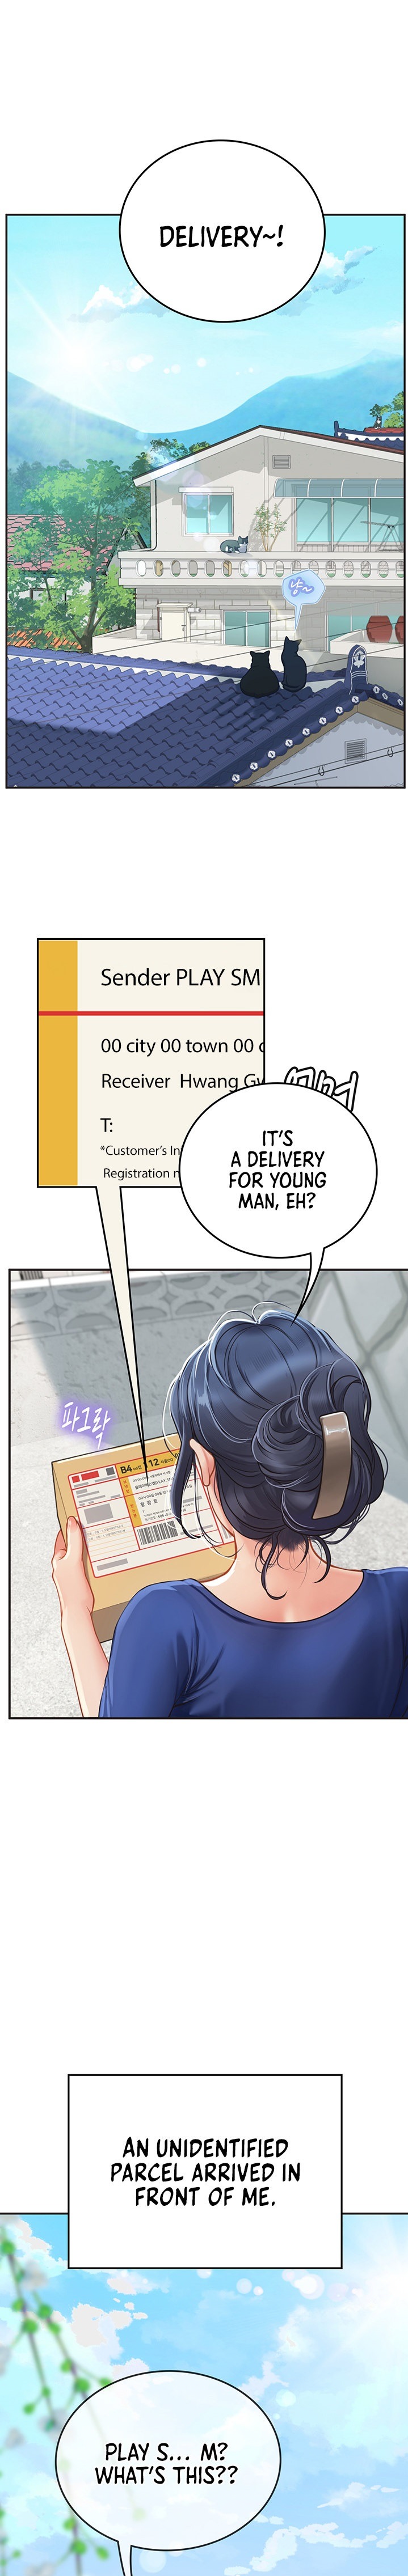 DELIVERY~!
냥~
Sender PLAY SM
00 city 00 town 00
Receiver Hwang
T:
*Customer's In
Registration
IT'S
A DELIVERY
FOR YOUNG
MAN, EH?
파그락
B4
112
AN UNIDENTIFIED
PARCEL ARRIVED IN
FRONT OF ME.
PLAY S... M?
WHAT'S THIS??